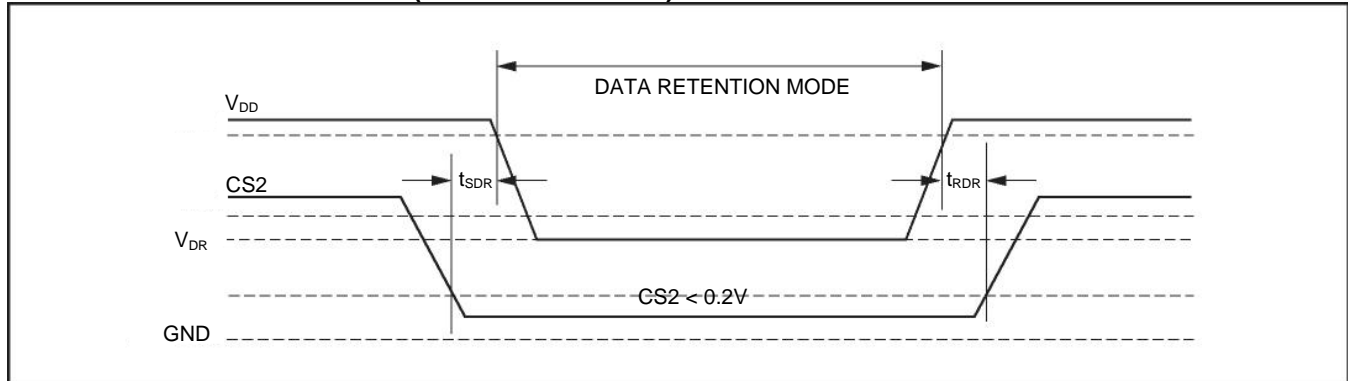 DATA RETENTION MODE
VDD
tSDR
tRDR
CS2
VDR
CS2 < 0.2V
GND